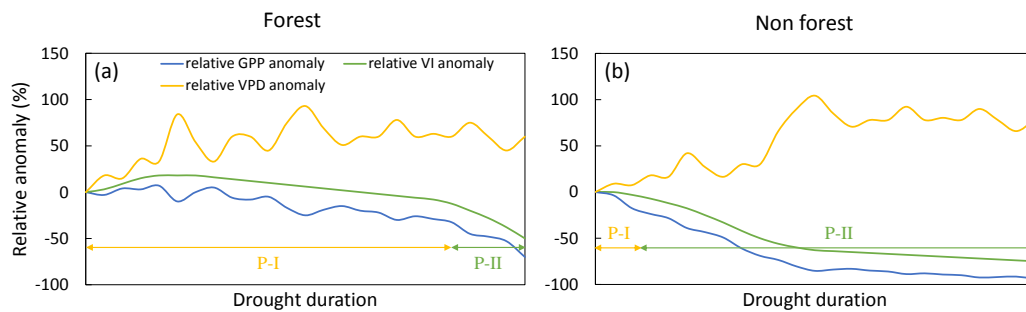 Forest
Non forest
Relative anomaly (%)
150
100
50
0
-50
-100
(a)
relative GPP anomaly
relative VI anomaly
relative VPD anomaly
P-I
P-II
Drought duration
150
100
50
0
-50
-100
(b)
P-I
P-II
Drought duration